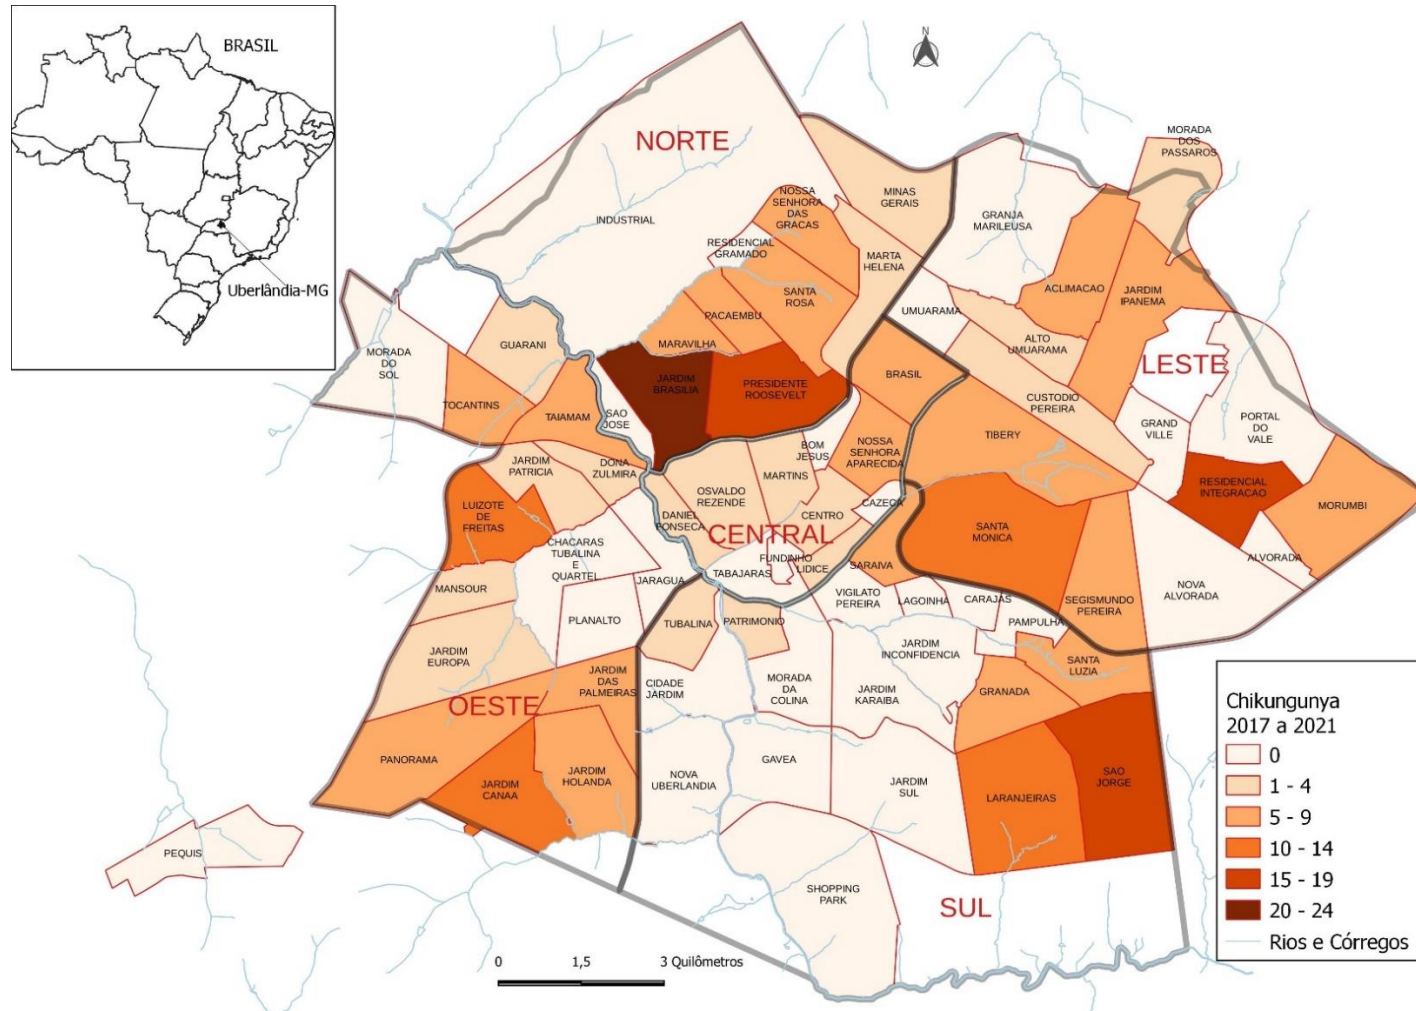 BRASIL
Uberlândia-MG
N
NORTE
INDUSTRIAL
RESIDENCIAL
GRAMADO
NOSSA
SENHORA
DAS
GRACAS
MINAS
GERAIS
MARTA
HELENA
SANTA
ROSA
PACAEMBU
MARAVILHA
JARDIM
BRASILIA
PRESIDENTE
ROOSEVELT
SAO
JOSE
MORADA
DOS
PASSAROS
GRANJA
MARILEUSA
ACLIMACAO
JARDIM
IPANEMA
UMUARAMA
ALTO
UMUARAMA
LESTE
BRASIL
CUSTODIO
PEREIRA
TIBERY
GRAND
VILLE
PORTAL
DO
VALE
RESIDENCIAL
INTEGRACAO
MORUMBI
ALVORADA
NOVA
ALVORADA
SANTA
MONICA
SEGISMUNDO
PEREIRA
MORADA
DO
SOL
GUARANI
TOCANTINS
TAIAMAM
JARDIM
PATRICIA
DONA
ZULMIRA
LUIZOTE
DE
FREITAS
CHACARAS
TUBALINA
E
QUARTEL
MANSOUR
JARAGUA
PLANALTO
JARDIM
EUROPA
OESTE
JARDIM
DAS
PALMEIRAS
PANORAMA
JARDIM
CANAA
JARDIM
HOLANDA
PEQUIS
BOM
JESUS
NOSSA
SENHORA
APARECIDA
MARTINS
OSVALDO
REZENDE
DANIEL
FONSECA
CENTRO
CAZECA
CENTRAL
FUNDINHO
LIDICE
TABAJARAS
SARAIVA
VIGILATO
PEREIRA
LAGOINHA
CARAJAS
PAMPULHA
TUBALINA
PATRIMONIO
JARDIM
INCONFIDENCIA
SANTA
LUZIA
CIDADE
JARDIM
MORADA
DA
COLINA
JARDIM
KARAIBA
GRANADA
NOVA
UBERLANDIA
GAVEA
JARDIM
SUL
LARANJEIRAS
SAO
JORGE
SHOPPING
PARK
SUL
0 1,5 3 Quilômetros
Chikungunya
2017 a 2021
0
1 - 4
5 - 9
10 - 14
15 - 19
20 - 24
Rios e Córregos